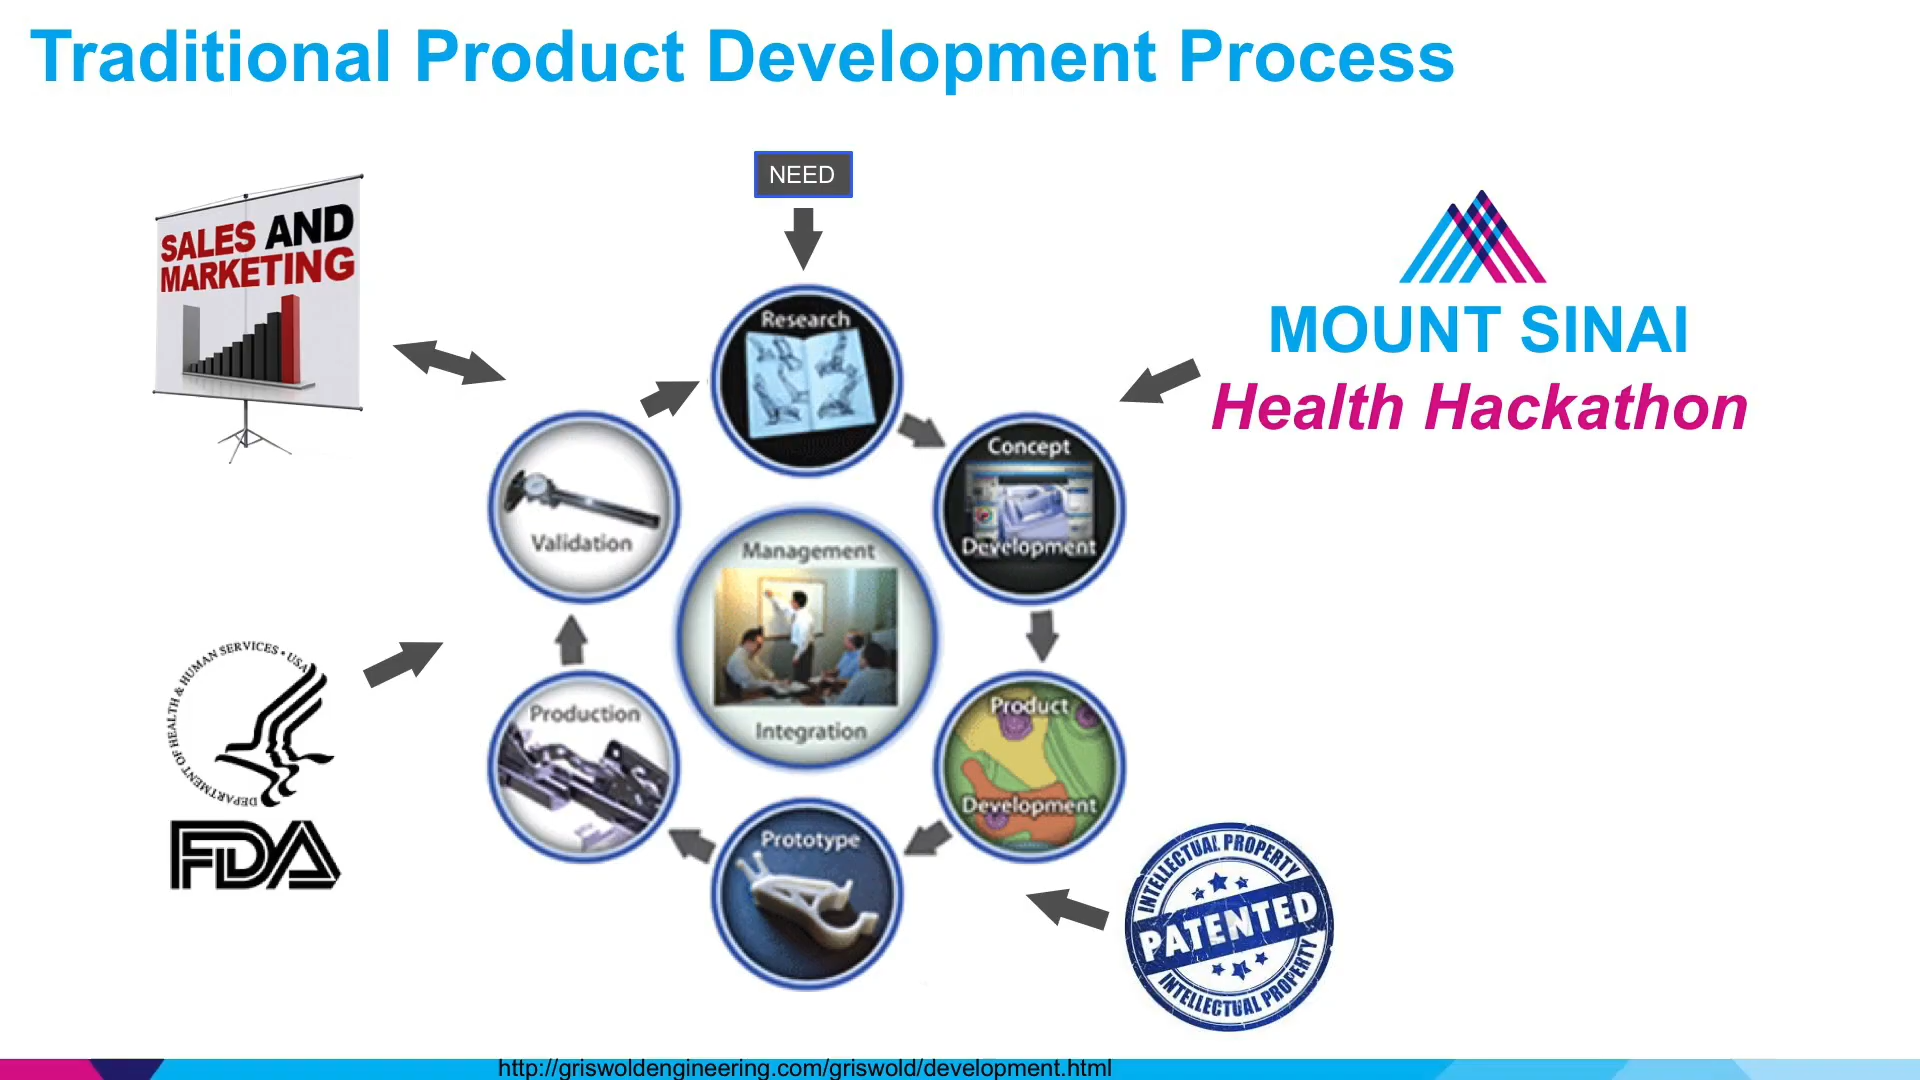 Traditional Product Development Process
NEED
SALES AND
MARKETING
Research
MOUNT SINAI
Health Hackathon
Concept
Development
Validation
Management
Integration
DEPARTMENT OF HEALTH & HUMAN SERVICES • USA
FDA
Production
Product
Development
Prototype
INTELLECTUAL PROPERTY
PATENTED
INTELLECTUAL PROPERTY
http://griswoldengineering.com/griswold/development.html